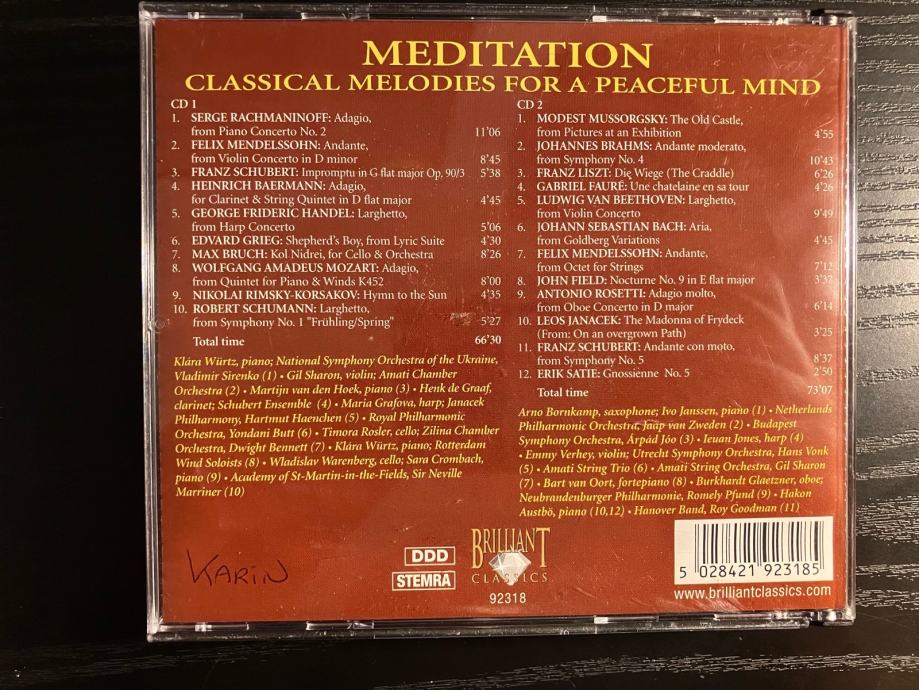 MEDITATION
CLASSICAL MELODIES FOR A PEACEFUL MIND
CD 1
1. SERGE RACHMANINOFF: Adagio,
from Piano Concerto No. 2 11'06
2. FELIX MENDELSSOHN: Andante,
from Violin Concerto in D minor 8'45
3. FRANZ SCHUBERT: Impromptu in G flat major Op. 90/3 5'38
4. HEINRICH BAERMANN: Adagio,
for Clarinet & String Quintet in D flat major 4'45
5. GEORGE FRIDERIC HANDEL: Larghetto,
from Harp Concerto 5'06
6. EDVARD GRIEG: Shepherd's Boy, from Lyric Suite 4'30
7. MAX BRUCH: Kol Nidrei, for Cello & Orchestra 8'26
8. WOLFGANG AMADEUS MOZART: Adagio,
from Quintet for Piano & Winds K452 8'00
9. NIKOLAI RIMSKY-KORSAKOV: Hymn to the Sun 4'35
10. ROBERT SCHUMANN: Larghetto,
from Symphony No. 1 "Frühling/Spring" 5'27
Total time 66'30
Klára Würtz, piano; National Symphony Orchestra of the Ukraine,
Vladimir Sirenko (1) • Gil Sharon, violin; Amati Chamber
Orchestra (2) • Martijn van den Hoek, piano (3) • Henk de Graaf,
clarinet; Schubert Ensemble (4) • Maria Grafova, harp; Janacek
Philharmony, Hartmut Haenchen (5) • Royal Philharmonic
Orchestra, Yondani Butt (6) • Timora Rosler, cello; Zilina Chamber
Orchestra, Dwight Bennett (7) • Klára Würtz, piano; Rotterdam
Wind Soloists (8) • Wladislav Warenberg, cello; Sara Crombach,
piano (9) • Academy of St-Martin-in-the-Fields, Sir Neville
Marriner (10)
CD 2
1. MODEST MUSSORGSKY: The Old Castle,
from Pictures at an Exhibition 4'55
2. JOHANNES BRAHMS: Andante moderato,
from Symphony No. 4 10'43
3. FRANZ LISZT: Die Wiege (The Craddle) 6'26
4. GABRIEL FAURÉ: Une chatelaine en sa tour 4'26
5. LUDWIG VAN BEETHOVEN: Larghetto,
from Violin Concerto 9'49
6. JOHANN SEBASTIAN BACH: Aria,
from Goldberg Variations 4'45
7. FELIX MENDELSSOHN: Andante,
from Octet for Strings 7'12
8. JOHN FIELD: Nocturne No. 9 in E flat major 3'37
9. ANTONIO ROSETTI: Adagio molto,
from Oboe Concerto in D major 6'14
10. LEOS JANACEK: The Madonna of Frydeck
(From: On an overgrown Path) 3'25
11. FRANZ SCHUBERT: Andante con moto,
from Symphony No. 5 8'37
12. ERIK SATIE: Gnossienne No. 5 2'50
Total time 73'07
Arno Bornkamp, saxophone; Ivo Janssen, piano (1) • Netherlands
Philharmonic Orchestra, Jaap van Zweden (2) • Budapest
Symphony Orchestra, Árpád Jóo (3) • Ieuan Jones, harp (4)
• Emmy Verhey, violin; Utrecht Symphony Orchestra, Hans Vonk
(5) • Amati String Trio (6) • Amati String Orchestra, Gil Sharon
(7) • Bart van Oort, fortepiano (8) • Burkhardt Glaetzner, oboe;
Neubrandenburger Philharmonie, Romely Pfund (9) • Hakon
Austbö, piano (10,12) • Hanover Band, Roy Goodman (11)
KARIN
DDD
STEMRA
BRILLIANT
CLASSICS
92318
5 028421 923185
www.brilliantclassics.com